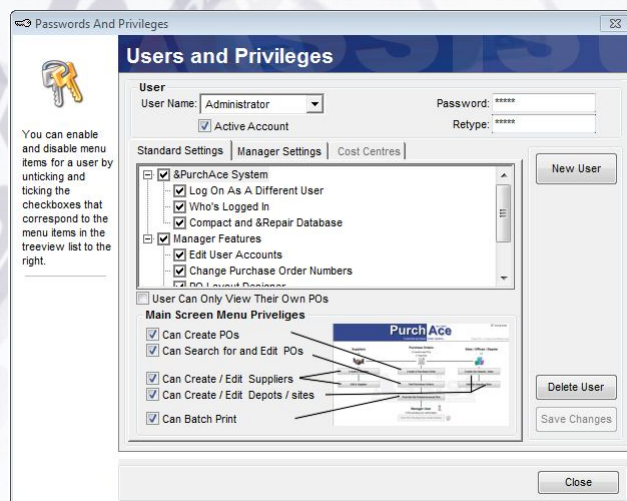 Passwords And Privileges
Users and Privileges
You can enable
and disable menu
items for a user by
unticking and
ticking the
checkboxes that
correspond to the
menu items in the
treeview list to the
right.
User
User Name: Administrator
Password: *****
Active Account
Retype: *****
Standard Settings
Manager Settings
Cost Centres
&PurchAce System
Log On As A Different User
Who's Logged In
Compact and &Repair Database
Manager Features
Edit User Accounts
Change Purchase Order Numbers
PO Layout Designer
User Can Only View Their Own POs
Main Screen Menu Priveliges
Can Create POs
Can Search for and Edit POs
Can Create / Edit Suppliers
Can Create / Edit Depots / sites
Can Batch Print
PurchAce
New User
Delete User
Save Changes
Close